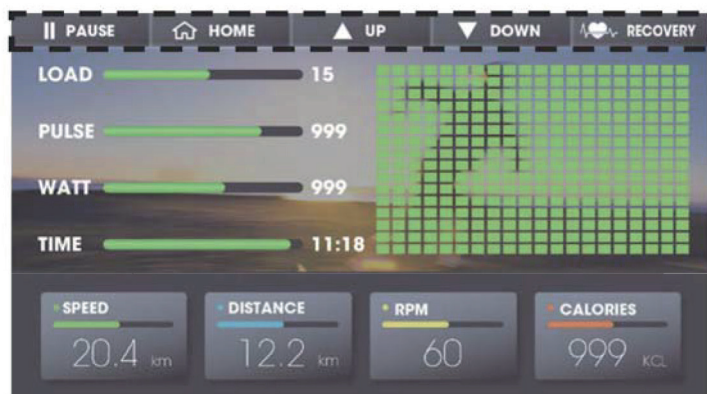 PAUSE HOME UP DOWN RECOVERY
LOAD 15
PULSE 999
WATT 999
TIME 11:18
SPEED DISTANCE RPM CALORIES
20.4 km 12.2 km 60 999 KCL